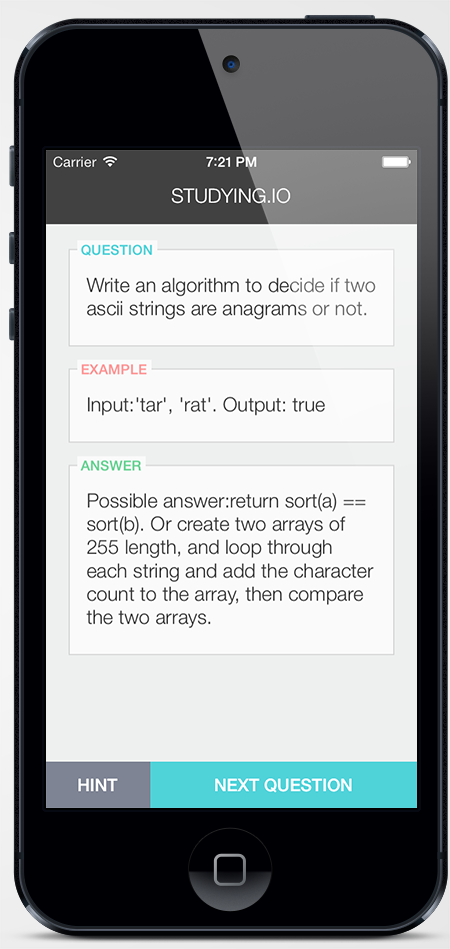 Carrier 7:21 PM
STUDYING.IO
QUESTION
Write an algorithm to decide if two
ascii strings are anagrams or not.
EXAMPLE
Input:'tar', 'rat'. Output: true
ANSWER
Possible answer:return sort(a) ==
sort(b). Or create two arrays of
255 length, and loop through
each string and add the character
count to the array, then compare
the two arrays.
HINT NEXT QUESTION